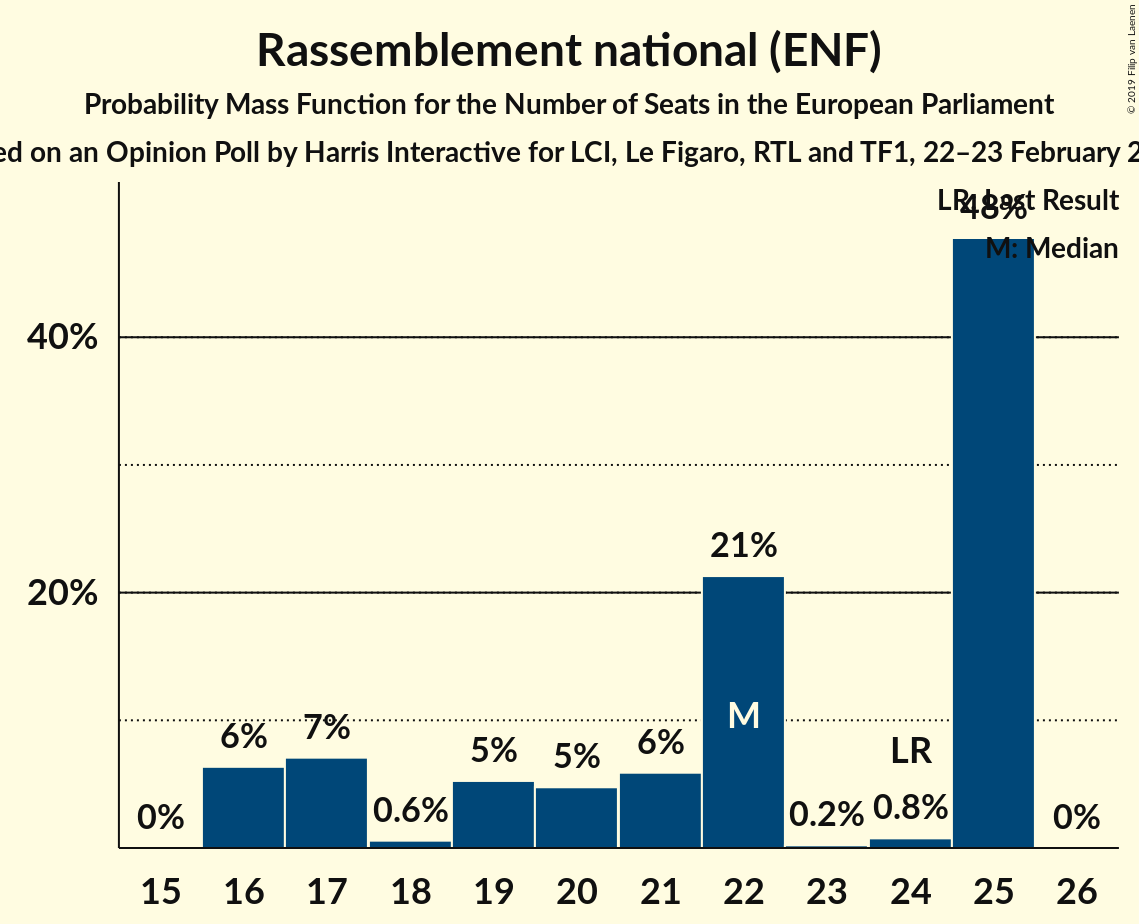 Rassemblement national (ENF)
Probability Mass Function for the Number of Seats in the European Parliament
on an Opinion Poll by Harris Interactive for LCI, Le Figaro, RTL and TF1, 22–23 February
© 2019 Filip van Laenen
LR: Last Result
48%
M: Median
40%
21%
20%
M
6%
7%
5%
5%
6%
LR
0%
0.6%
0.2%
0.8%
0%
15 16 17 18 19 20 21 22 23 24 25 26